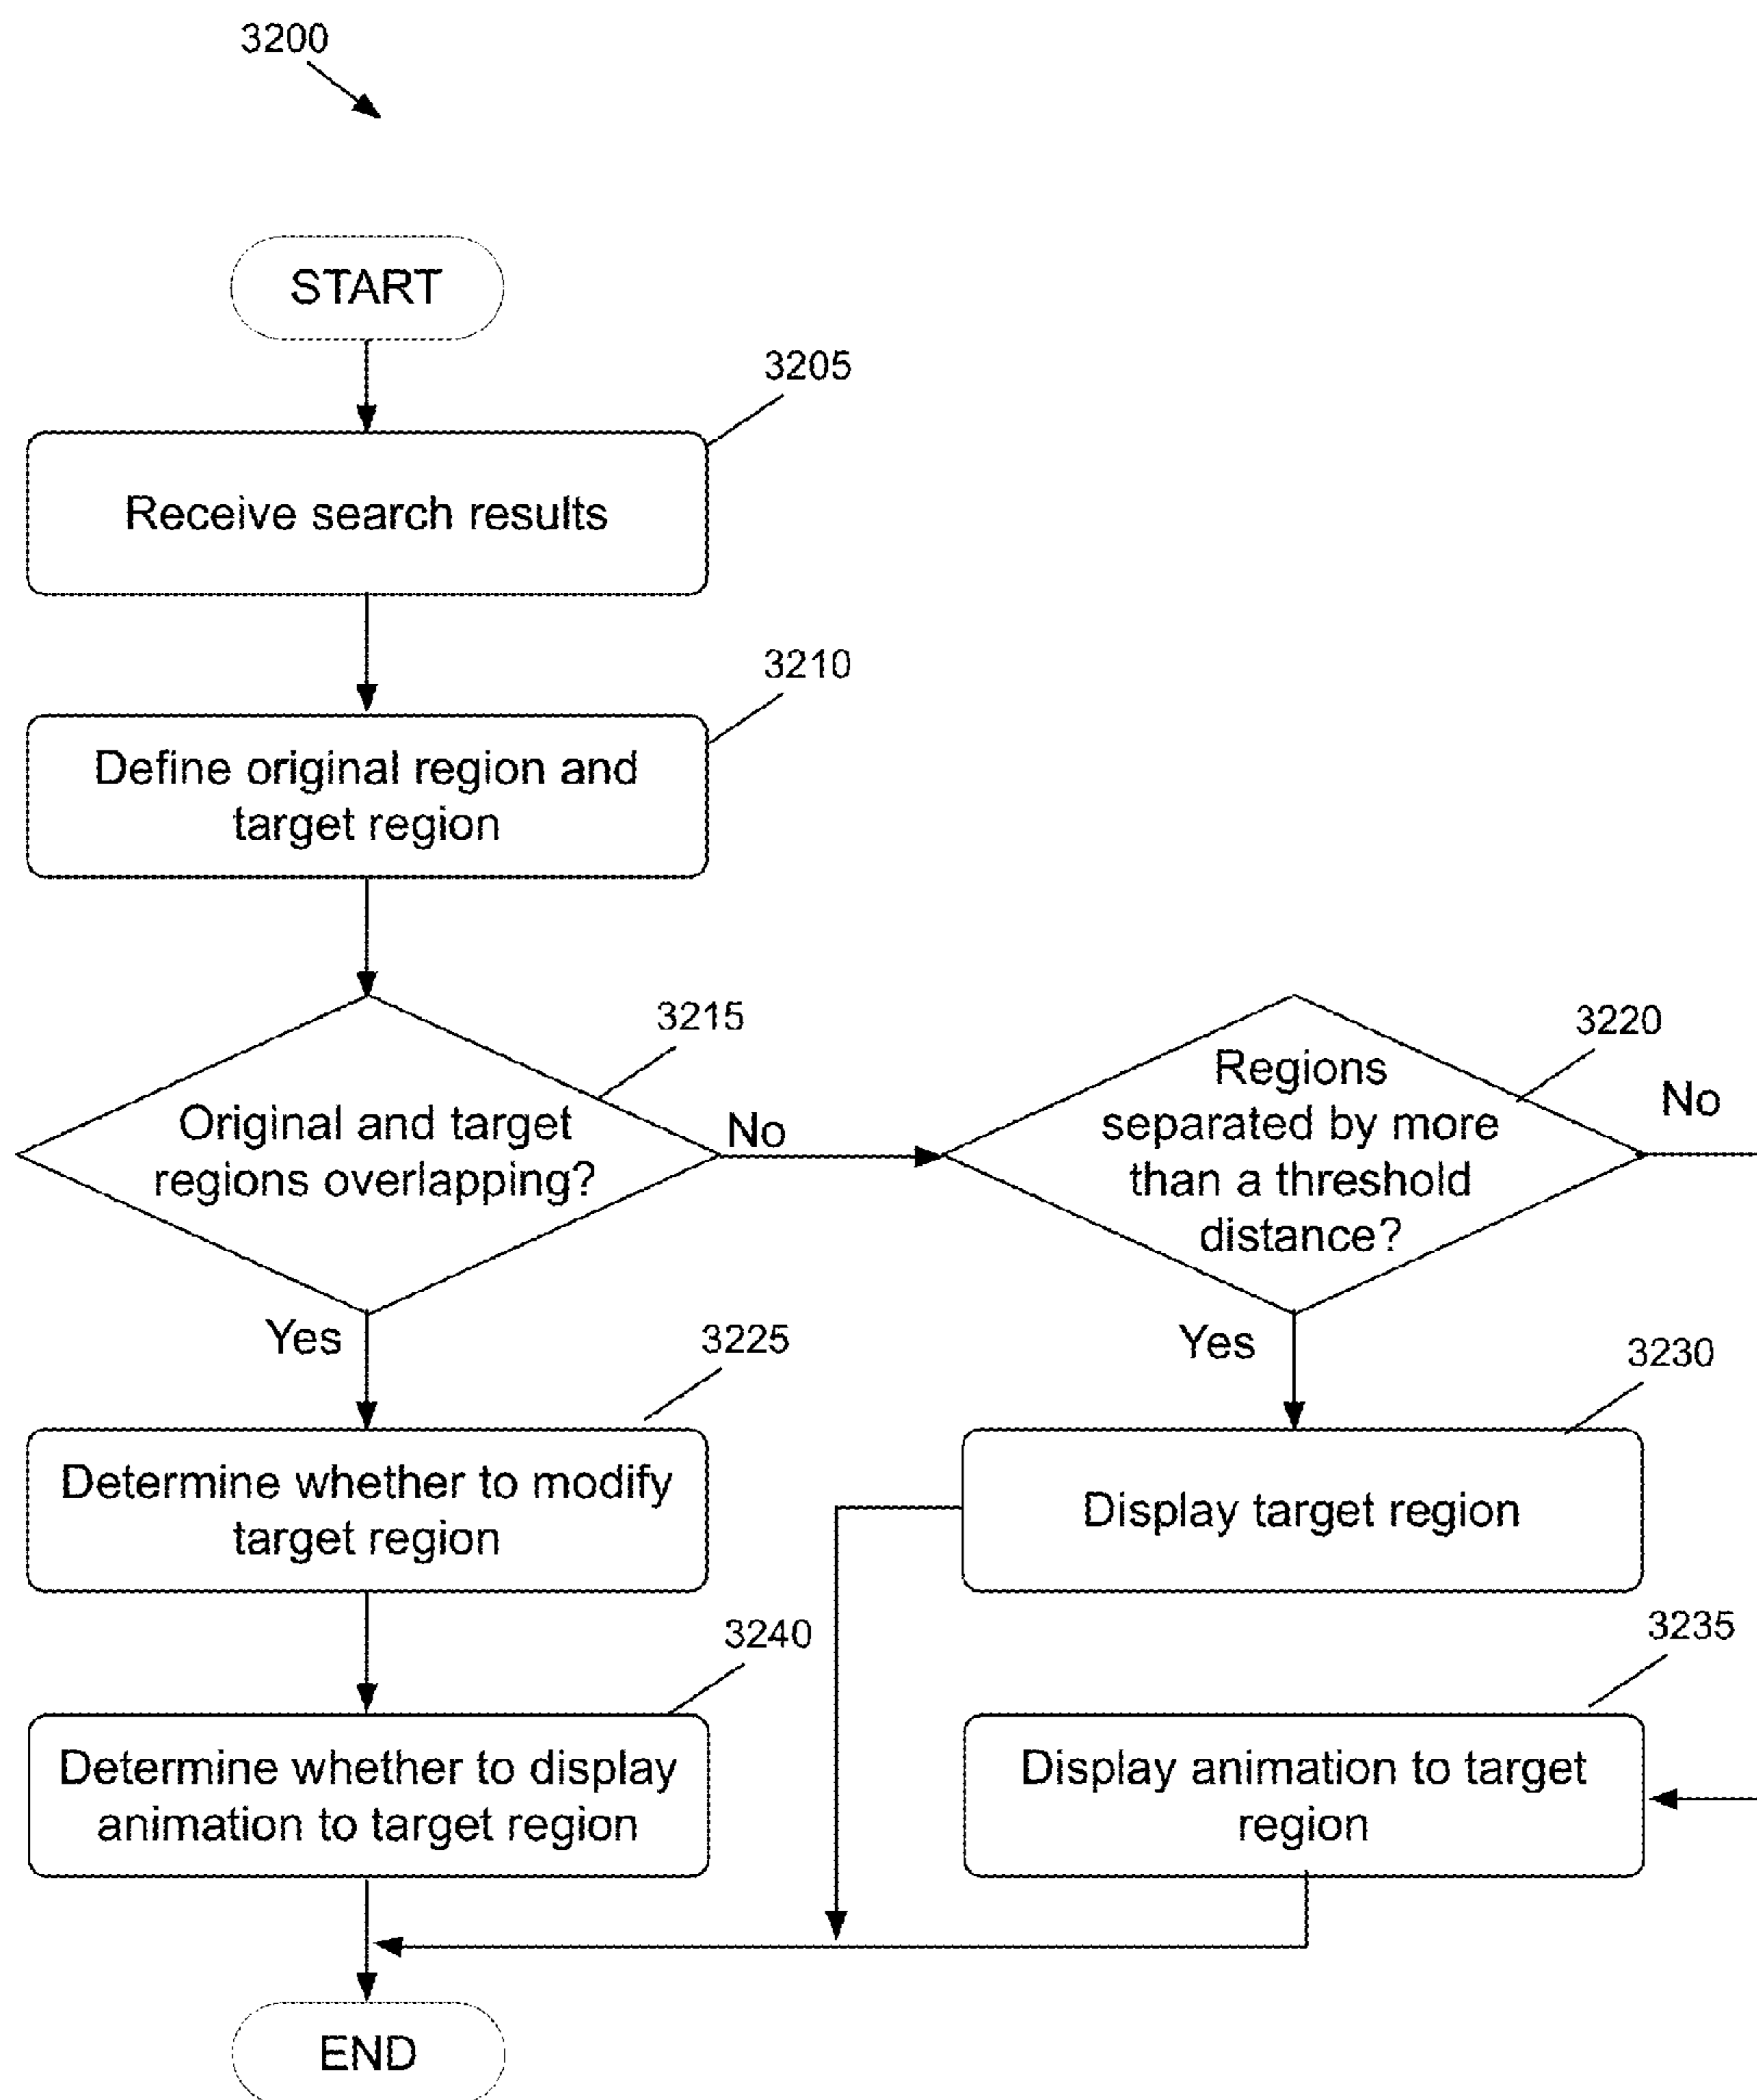 3200
START
3205
Receive search results
3210
Define original region and
target region
3215
Original and target
regions overlapping?
No
3220
Regions
separated by more
than a threshold
distance?
No
Yes
3225
Determine whether to modify
target region
Yes
3230
Display target region
3240
Determine whether to display
animation to target region
3235
Display animation to target
region
END